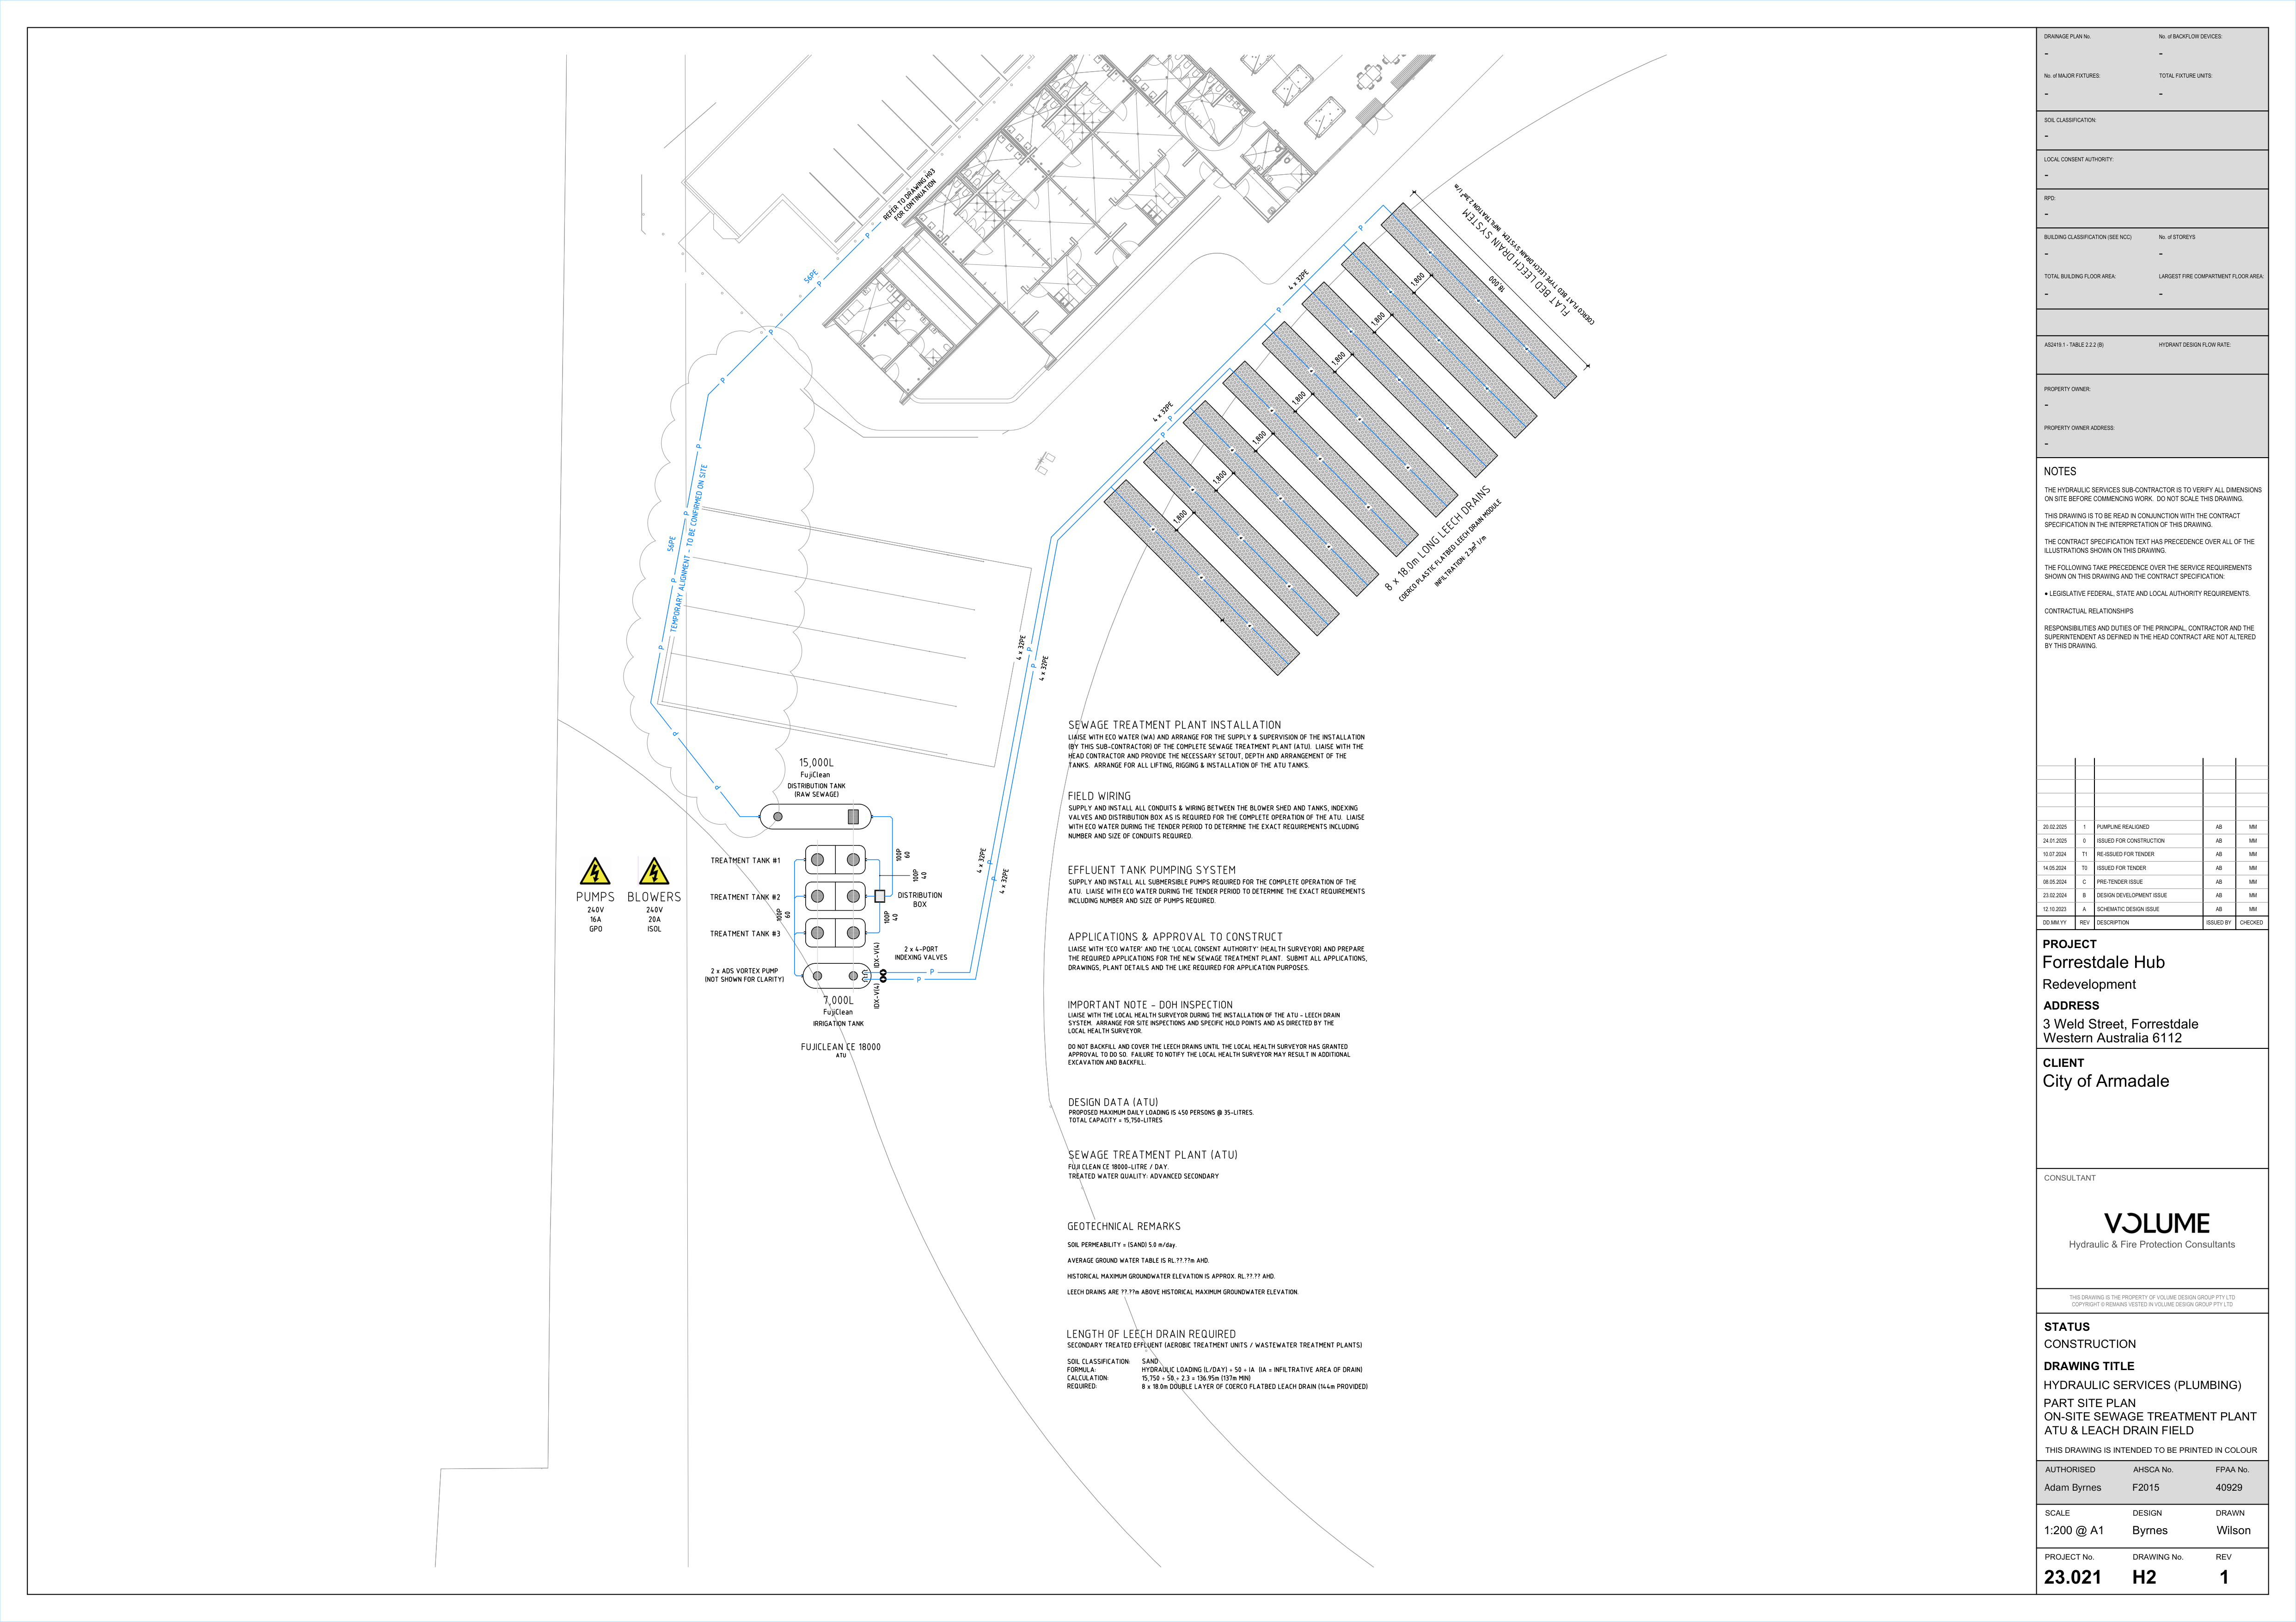 REFER TO DRAWING H03
FOR CONTINUATION
P
56PE
P
P
P
P
P
56PE
P
TEMPORARY ALIGNMENT - TO BE CONFIRMED ON SITE
P
P
P
FLAT BED LEECH DRAIN SYSTEM
COERCO FLAT BED TYPE LEECH DRAIN SYSTEM. INFILTRATION: 2.3m² l/m
18,000
P
4 x 32PE
P
4 x 32PE
P
P
1,800
1,800
1,800
1,800
1,800
1,800
1,800
8 x 18.0m LONG LEECH DRAINS
COERCO PLASTIC FLATBED LEECH DRAIN MODULE
INFILTRATION: 2.3m² l/m
4 x 32PE
P
P
4 x 32PE
4 x 32PE
P
P
4 x 32PE
15,000L
FujiClean
DISTRIBUTION TANK
(RAW SEWAGE)
TREATMENT TANK #1
TREATMENT TANK #2
TREATMENT TANK #3
100P
60
100P
60
100P
40
100P
40
DISTRIBUTION
BOX
2 x 4-PORT
INDEXING VALVES
IDX-V(4)
IDX-V(4)
P
P
2 x ADS VORTEX PUMP
(NOT SHOWN FOR CLARITY)
7,000L
FujiClean
IRRIGATION TANK
FUJICLEAN CE 18000
ATU
PUMPS
240V
16A
GPO
BLOWERS
240V
20A
ISOL
SEWAGE TREATMENT PLANT INSTALLATION
LIAISE WITH ECO WATER (WA) AND ARRANGE FOR THE SUPPLY & SUPERVISION OF THE INSTALLATION
(BY THIS SUB-CONTRACTOR) OF THE COMPLETE SEWAGE TREATMENT PLANT (ATU). LIAISE WITH THE
HEAD CONTRACTOR AND PROVIDE THE NECESSARY SETOUT, DEPTH AND ARRANGEMENT OF THE
TANKS. ARRANGE FOR ALL LIFTING, RIGGING & INSTALLATION OF THE ATU TANKS.
FIELD WIRING
SUPPLY AND INSTALL ALL CONDUITS & WIRING BETWEEN THE BLOWER SHED AND TANKS, INDEXING
VALVES AND DISTRIBUTION BOX AS IS REQUIRED FOR THE COMPLETE OPERATION OF THE ATU. LIAISE
WITH ECO WATER DURING THE TENDER PERIOD TO DETERMINE THE EXACT REQUIREMENTS INCLUDING
NUMBER AND SIZE OF CONDUITS REQUIRED.
EFFLUENT TANK PUMPING SYSTEM
SUPPLY AND INSTALL ALL SUBMERSIBLE PUMPS REQUIRED FOR THE COMPLETE OPERATION OF THE
ATU. LIAISE WITH ECO WATER DURING THE TENDER PERIOD TO DETERMINE THE EXACT REQUIREMENTS
INCLUDING NUMBER AND SIZE OF PUMPS REQUIRED.
APPLICATIONS & APPROVAL TO CONSTRUCT
LIAISE WITH 'ECO WATER' AND THE 'LOCAL CONSENT AUTHORITY' (HEALTH SURVEYOR) AND PREPARE
THE REQUIRED APPLICATIONS FOR THE NEW SEWAGE TREATMENT PLANT. SUBMIT ALL APPLICATIONS,
DRAWINGS, PLANT DETAILS AND THE LIKE REQUIRED FOR APPLICATION PURPOSES.
IMPORTANT NOTE - DOH INSPECTION
LIAISE WITH THE LOCAL HEALTH SURVEYOR DURING THE INSTALLATION OF THE ATU - LEECH DRAIN
SYSTEM. ARRANGE FOR SITE INSPECTIONS AND SPECIFIC HOLD POINTS AND AS DIRECTED BY THE
LOCAL HEALTH SURVEYOR.
DO NOT BACKFILL AND COVER THE LEECH DRAINS UNTIL THE LOCAL HEALTH SURVEYOR HAS GRANTED
APPROVAL TO DO SO. FAILURE TO NOTIFY THE LOCAL HEALTH SURVEYOR MAY RESULT IN ADDITIONAL
EXCAVATION AND BACKFILL.
DESIGN DATA (ATU)
PROPOSED MAXIMUM DAILY LOADING IS 450 PERSONS @ 35-LITRES.
TOTAL CAPACITY = 15,750-LITRES
SEWAGE TREATMENT PLANT (ATU)
FUJI CLEAN CE 18000-LITRE / DAY.
TREATED WATER QUALITY: ADVANCED SECONDARY
GEOTECHNICAL REMARKS
SOIL PERMEABILITY = (SAND) 5.0 m/day.
AVERAGE GROUND WATER TABLE IS RL.??.??m AHD.
HISTORICAL MAXIMUM GROUNDWATER ELEVATION IS APPROX. RL.??.?? AHD.
LEECH DRAINS ARE ??.??m ABOVE HISTORICAL MAXIMUM GROUNDWATER ELEVATION.
LENGTH OF LEECH DRAIN REQUIRED
SECONDARY TREATED EFFLUENT (AEROBIC TREATMENT UNITS / WASTEWATER TREATMENT PLANTS)
SOIL CLASSIFICATION: SAND
FORMULA: HYDRAULIC LOADING (L/DAY) ÷ 50 ÷ IA (IA = INFILTRATIVE AREA OF DRAIN)
CALCULATION: 15,750 ÷ 50 ÷ 2.3 = 136.95m (137m MIN)
REQUIRED: 8 x 18.0m DOUBLE LAYER OF COERCO FLATBED LEACH DRAIN (144m PROVIDED)
DRAINAGE PLAN No. No. of BACKFLOW DEVICES:
- -
No. of MAJOR FIXTURES: TOTAL FIXTURE UNITS:
- -
SOIL CLASSIFICATION:
-
LOCAL CONSENT AUTHORITY:
-
RPD:
-
BUILDING CLASSIFICATION (SEE NCC) No. of STOREYS
- -
TOTAL BUILDING FLOOR AREA: LARGEST FIRE COMPARTMENT FLOOR AREA:
- -
AS2419.1 - TABLE 2.2.2 (B) HYDRANT DESIGN FLOW RATE:
PROPERTY OWNER:
-
PROPERTY OWNER ADDRESS:
-
NOTES
THE HYDRAULIC SERVICES SUB-CONTRACTOR IS TO VERIFY ALL DIMENSIONS
ON SITE BEFORE COMMENCING WORK. DO NOT SCALE THIS DRAWING.
THIS DRAWING IS TO BE READ IN CONJUNCTION WITH THE CONTRACT
SPECIFICATION IN THE INTERPRETATION OF THIS DRAWING.
THE CONTRACT SPECIFICATION TEXT HAS PRECEDENCE OVER ALL OF THE
ILLUSTRATIONS SHOWN ON THIS DRAWING.
THE FOLLOWING TAKE PRECEDENCE OVER THE SERVICE REQUIREMENTS
SHOWN ON THIS DRAWING AND THE CONTRACT SPECIFICATION:
• LEGISLATIVE FEDERAL, STATE AND LOCAL AUTHORITY REQUIREMENTS.
CONTRACTUAL RELATIONSHIPS
RESPONSIBILITIES AND DUTIES OF THE PRINCIPAL, CONTRACTOR AND THE
SUPERINTENDENT AS DEFINED IN THE HEAD CONTRACT ARE NOT ALTERED
BY THIS DRAWING.
20.02.2025 1 PUMPLINE REALIGNED AB MM
24.01.2025 0 ISSUED FOR CONSTRUCTION AB MM
10.07.2024 T1 RE-ISSUED FOR TENDER AB MM
14.05.2024 T0 ISSUED FOR TENDER AB MM
08.05.2024 C PRE-TENDER ISSUE AB MM
23.02.2024 B DESIGN DEVELOPMENT ISSUE AB MM
12.10.2023 A SCHEMATIC DESIGN ISSUE AB MM
DD.MM.YY REV DESCRIPTION ISSUED BY CHECKED
PROJECT
Forrestdale Hub
Redevelopment
ADDRESS
3 Weld Street, Forrestdale
Western Australia 6112
CLIENT
City of Armadale
CONSULTANT
VOLUME
Hydraulic & Fire Protection Consultants
THIS DRAWING IS THE PROPERTY OF VOLUME DESIGN GROUP PTY LTD
COPYRIGHT © REMAINS VESTED IN VOLUME DESIGN GROUP PTY LTD
STATUS
CONSTRUCTION
DRAWING TITLE
HYDRAULIC SERVICES (PLUMBING)
PART SITE PLAN
ON-SITE SEWAGE TREATMENT PLANT
ATU & LEACH DRAIN FIELD
THIS DRAWING IS INTENDED TO BE PRINTED IN COLOUR
AUTHORISED AHSCA No. FPAA No.
Adam Byrnes F2015 40929
SCALE DESIGN DRAWN
1:200 @ A1 Byrnes Wilson
PROJECT No. DRAWING No. REV
23.021 H2 1